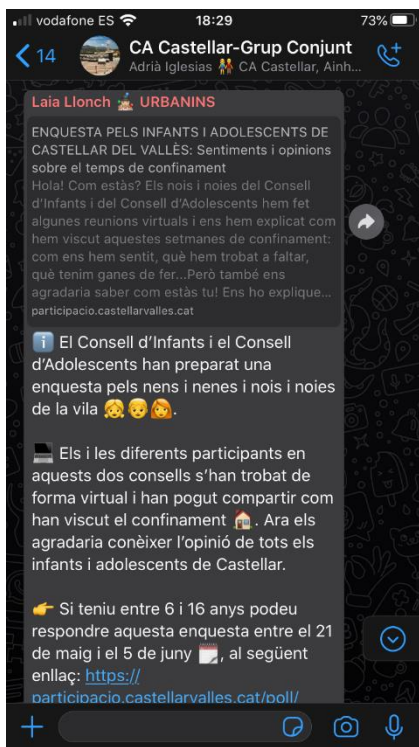 vodafone ES
18:29
73%
14
CA Castellar-Grup Conjunt
Adrià Iglesias 👫 CA Castellar, Ainh...
Laia Llonch URBANINS
ENQUESTA PELS INFANTS I ADOLESCENTS DE
CASTELLAR DEL VALLÈS: Sentiments i opinions
sobre el temps de confinament
Hola! Com estàs? Els nois i noies del Consell
d'Infants i del Consell d'Adolescents hem fet
algunes reunions virtuals i ens hem explicat com
hem viscut aquestes setmanes de confinament:
com ens hem sentit, què hem trobat a faltar,
què tenim ganes de fer...Però també ens
agradaria saber com estàs tu! Ens ho explique...
participacio.castellarvalles.cat
ℹ️ El Consell d'Infants i el Consell
d'Adolescents han preparat una
enquesta pels nens i nenes i nois i noies
de la vila 👧👦👩.
💻 Els i les diferents participants en
aquests dos consells s'han trobat de
forma virtual i han pogut compartir com
han viscut el confinament 🏠. Ara els
agradaria conèixer l'opinió de tots els
infants i adolescents de Castellar.
👉 Si teniu entre 6 i 16 anys podeu
respondre aquesta enquesta entre el 21
de maig i el 5 de juny 🗓, al següent
enllaç: https://
participacio.castellarvalles.cat/poll/